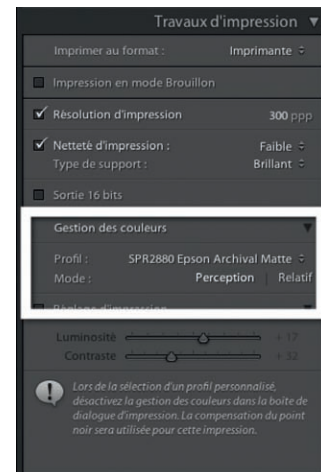 Travaux d'impression
Imprimer au format : Imprimante
Impression en mode Brouillon
Résolution d'impression 300 ppp
Netteté d'impression : Faible
Type de support : Brillant
Sortie 16 bits
Gestion des couleurs
Profil : SPR2880 Epson Archival Matte
Mode : Perception Relatif
Réglage d'impression
Luminosité + 17
Contraste + 32
Lors de la sélection d'un profil personnalisé,
désactivez la gestion des couleurs dans la boîte de
dialogue d'impression. La compensation du point
noir sera utilisée pour cette impression.